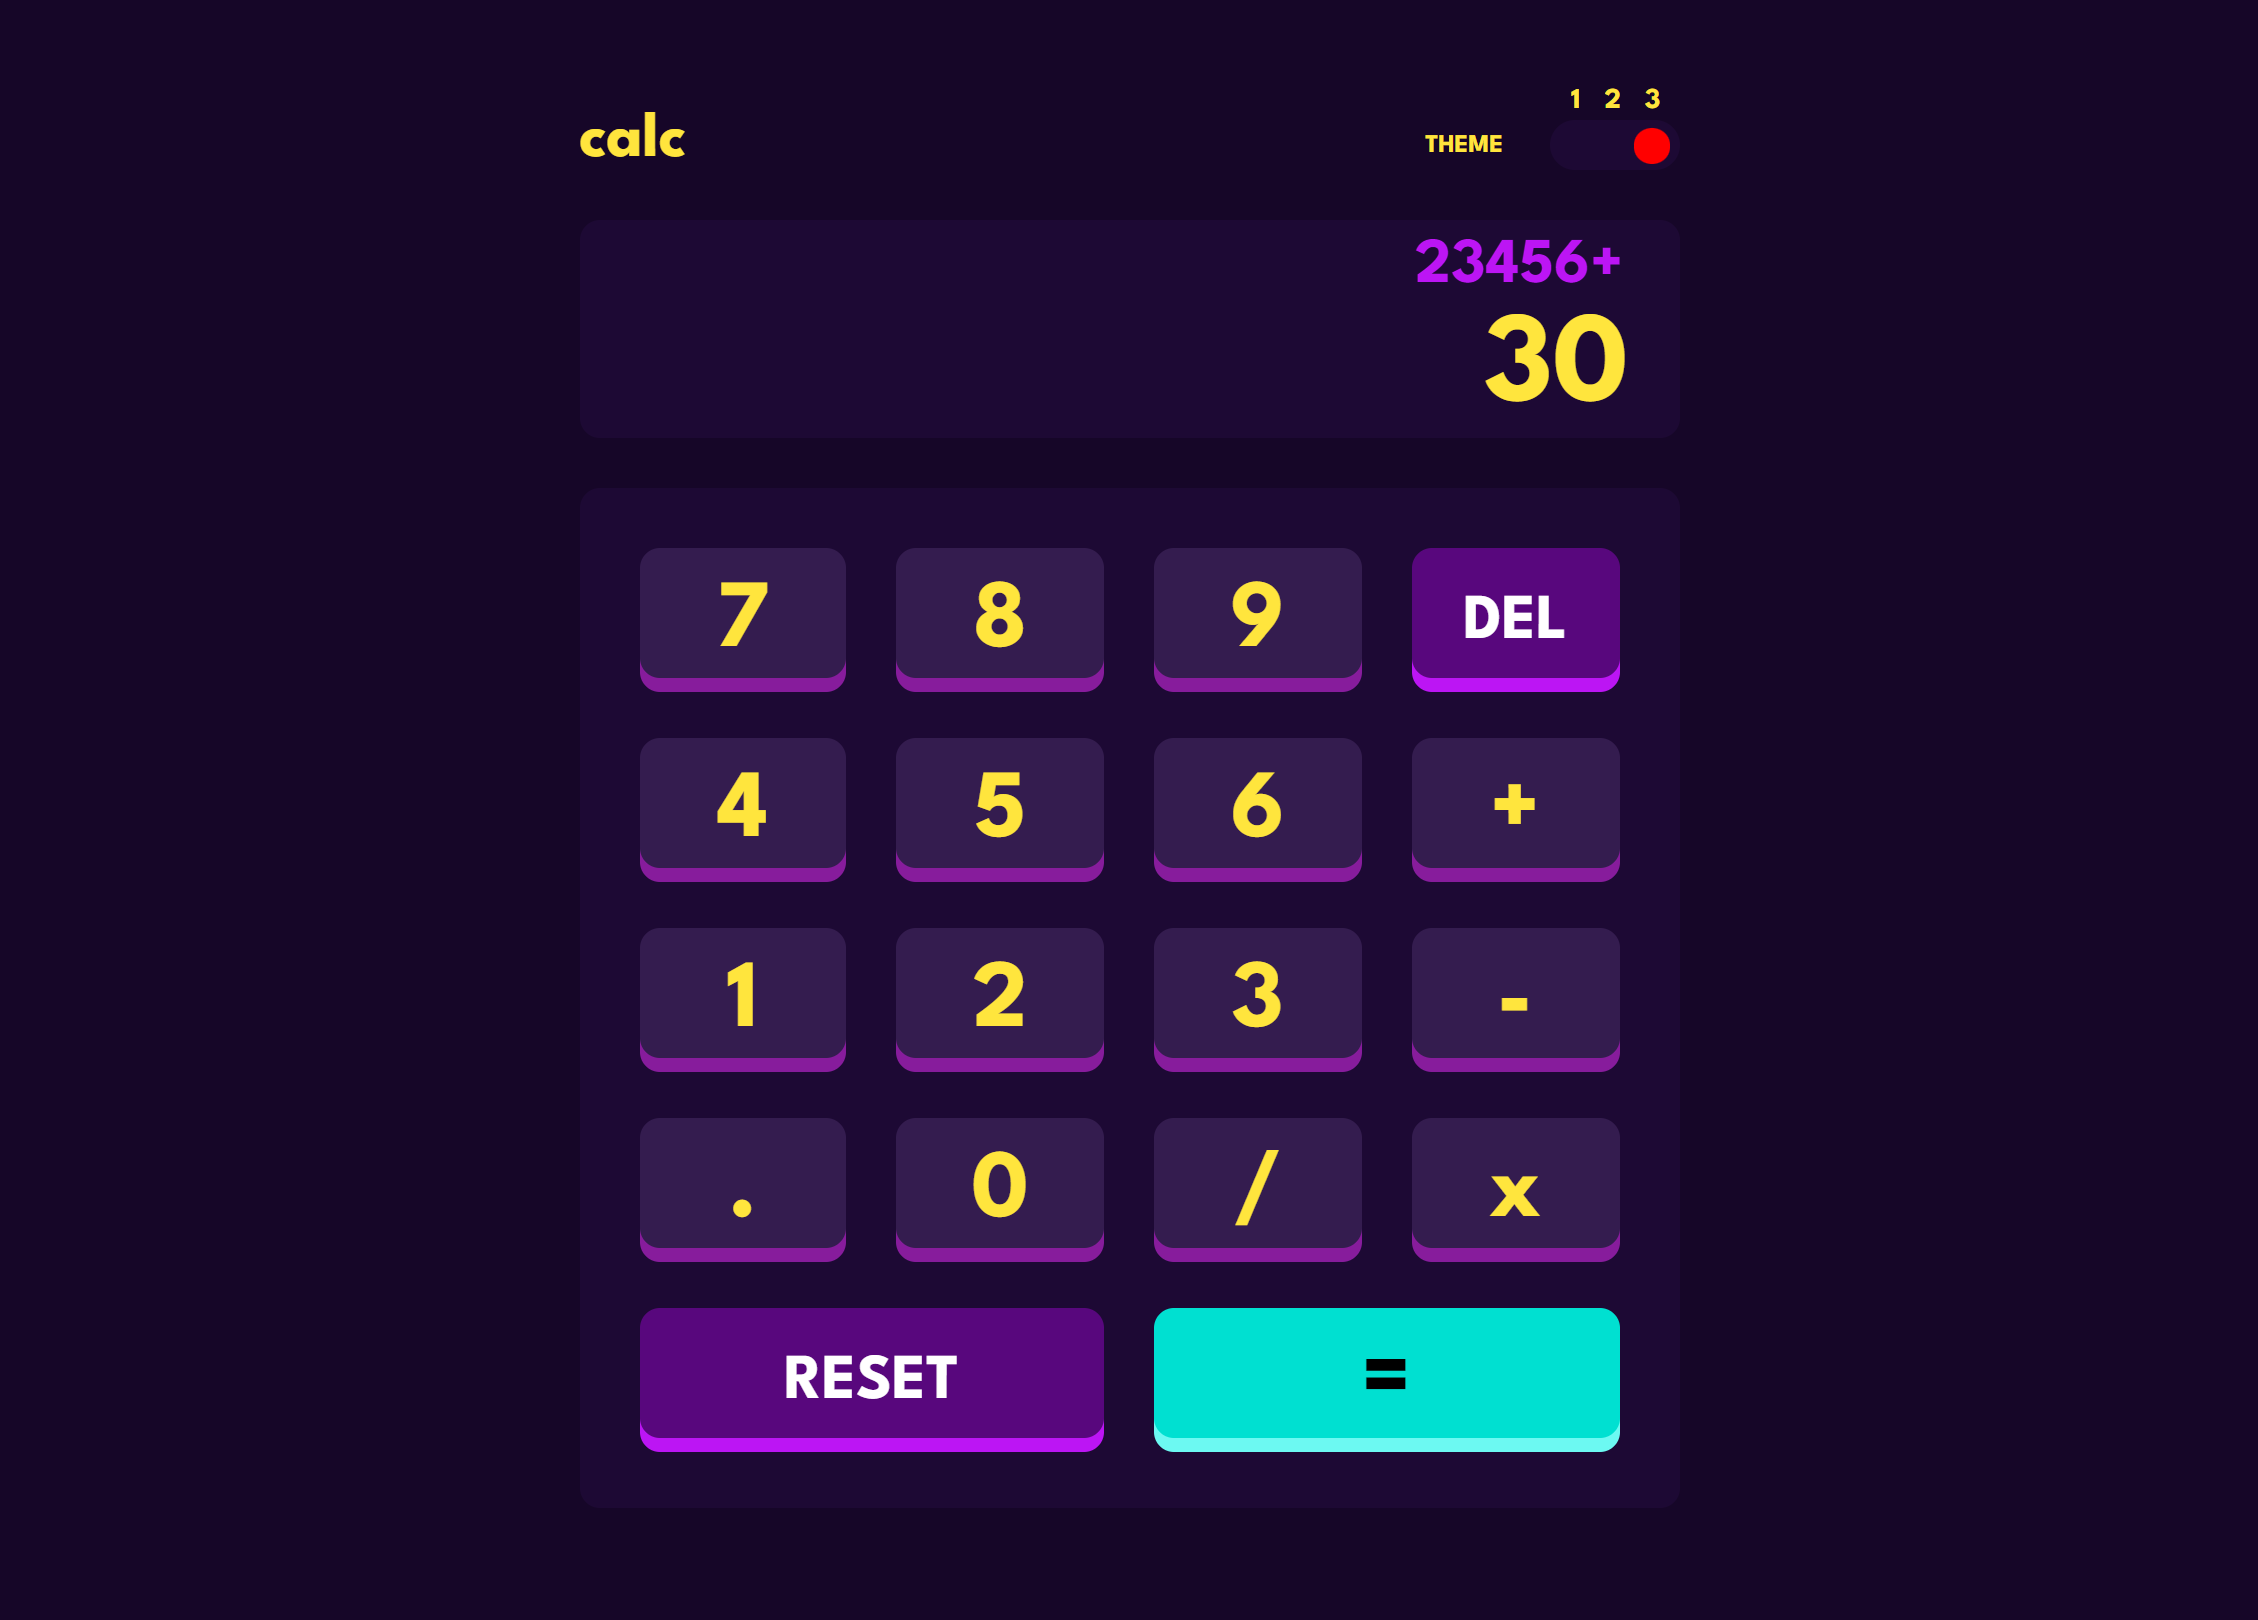 1 2 3
calc
THEME
23456+
30
7 8 9 DEL
4 5 6 +
1 2 3 -
. 0 / x
RESET =